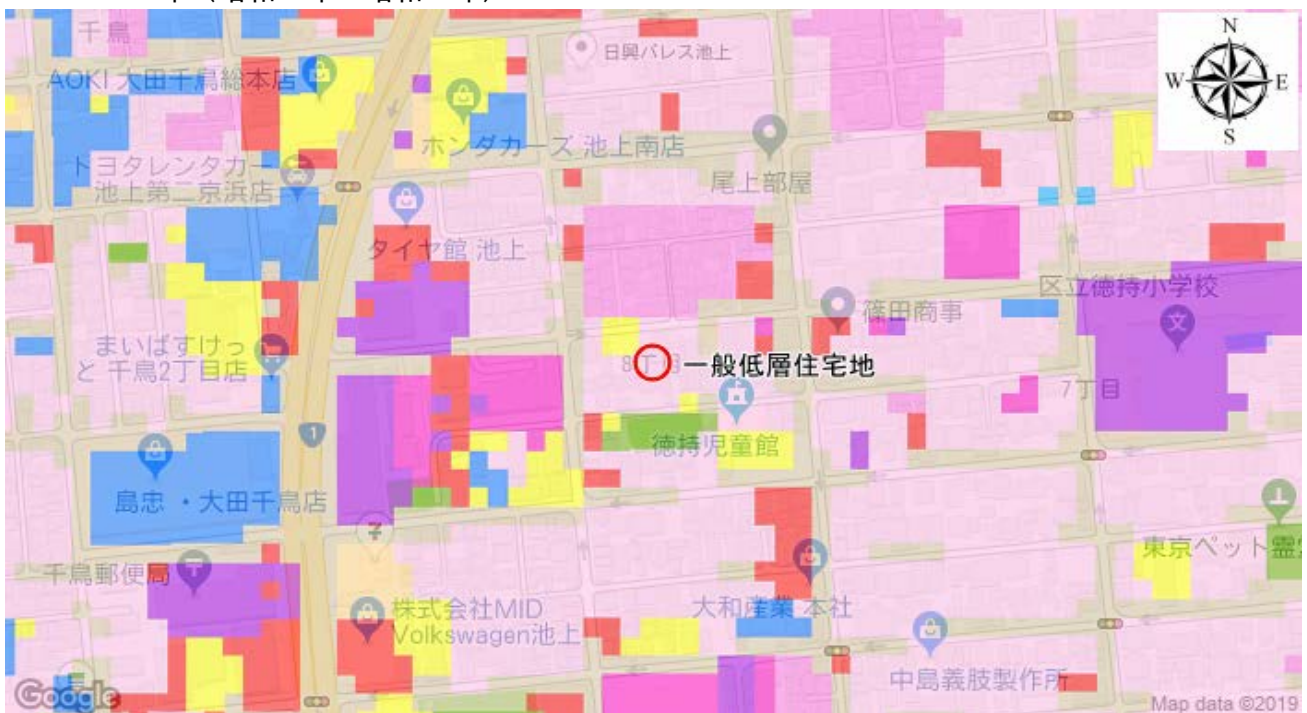 千鳥
AOKI 大田千鳥総本店
日興パレス池上
N
W
E
S
ホンダカーズ 池上南店
トヨタレンタカー
池上第二京浜店
尾上部屋
タイヤ館 池上
区立徳持小学校
文
篠田商事
まいばすけっ
と 千鳥2丁目店
8丁目
一般低層住宅地
7丁目
1
徳持児童館
島忠 ・大田千鳥店
東京ペット霊
千鳥郵便局
株式会社MID
Volkswagen池上
大和産業 本社
中島義肢製作所
Google
Map data ©2019